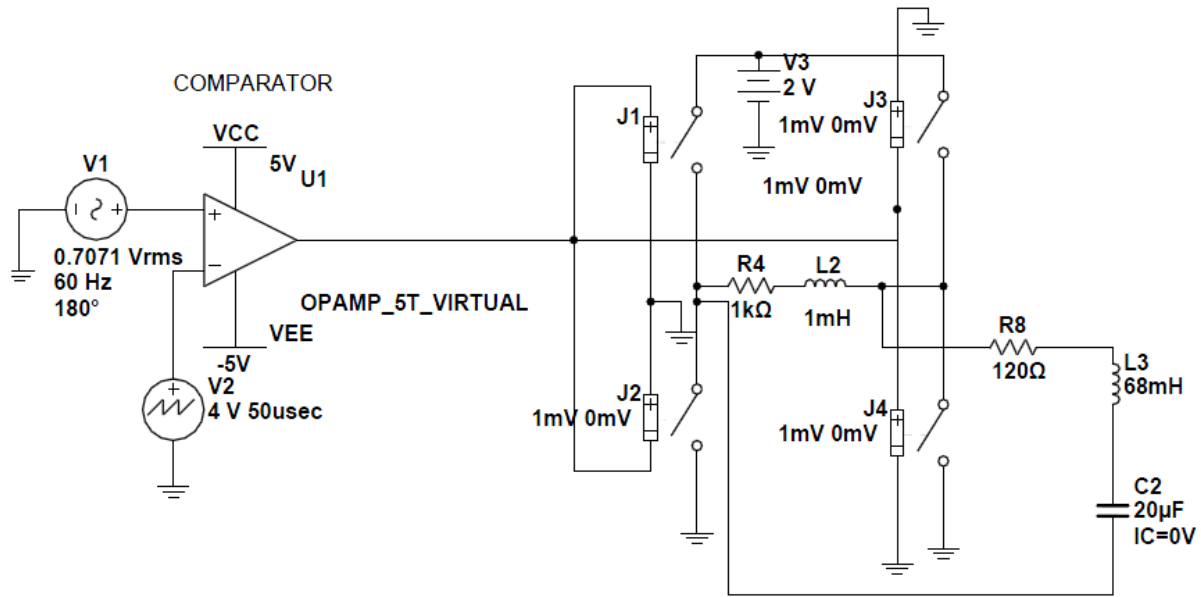 COMPARATOR
VCC
5V
U1
V1
0.7071 Vrms
60 Hz
180°
OPAMP_5T_VIRTUAL
VEE
-5V
V2
4 V 50usec
J1
1mV 0mV
J2
1mV 0mV
V3
2 V
J3
1mV 0mV
R4
1kΩ
L2
1mH
J4
1mV 0mV
R8
120Ω
L3
68mH
C2
20µF
IC=0V